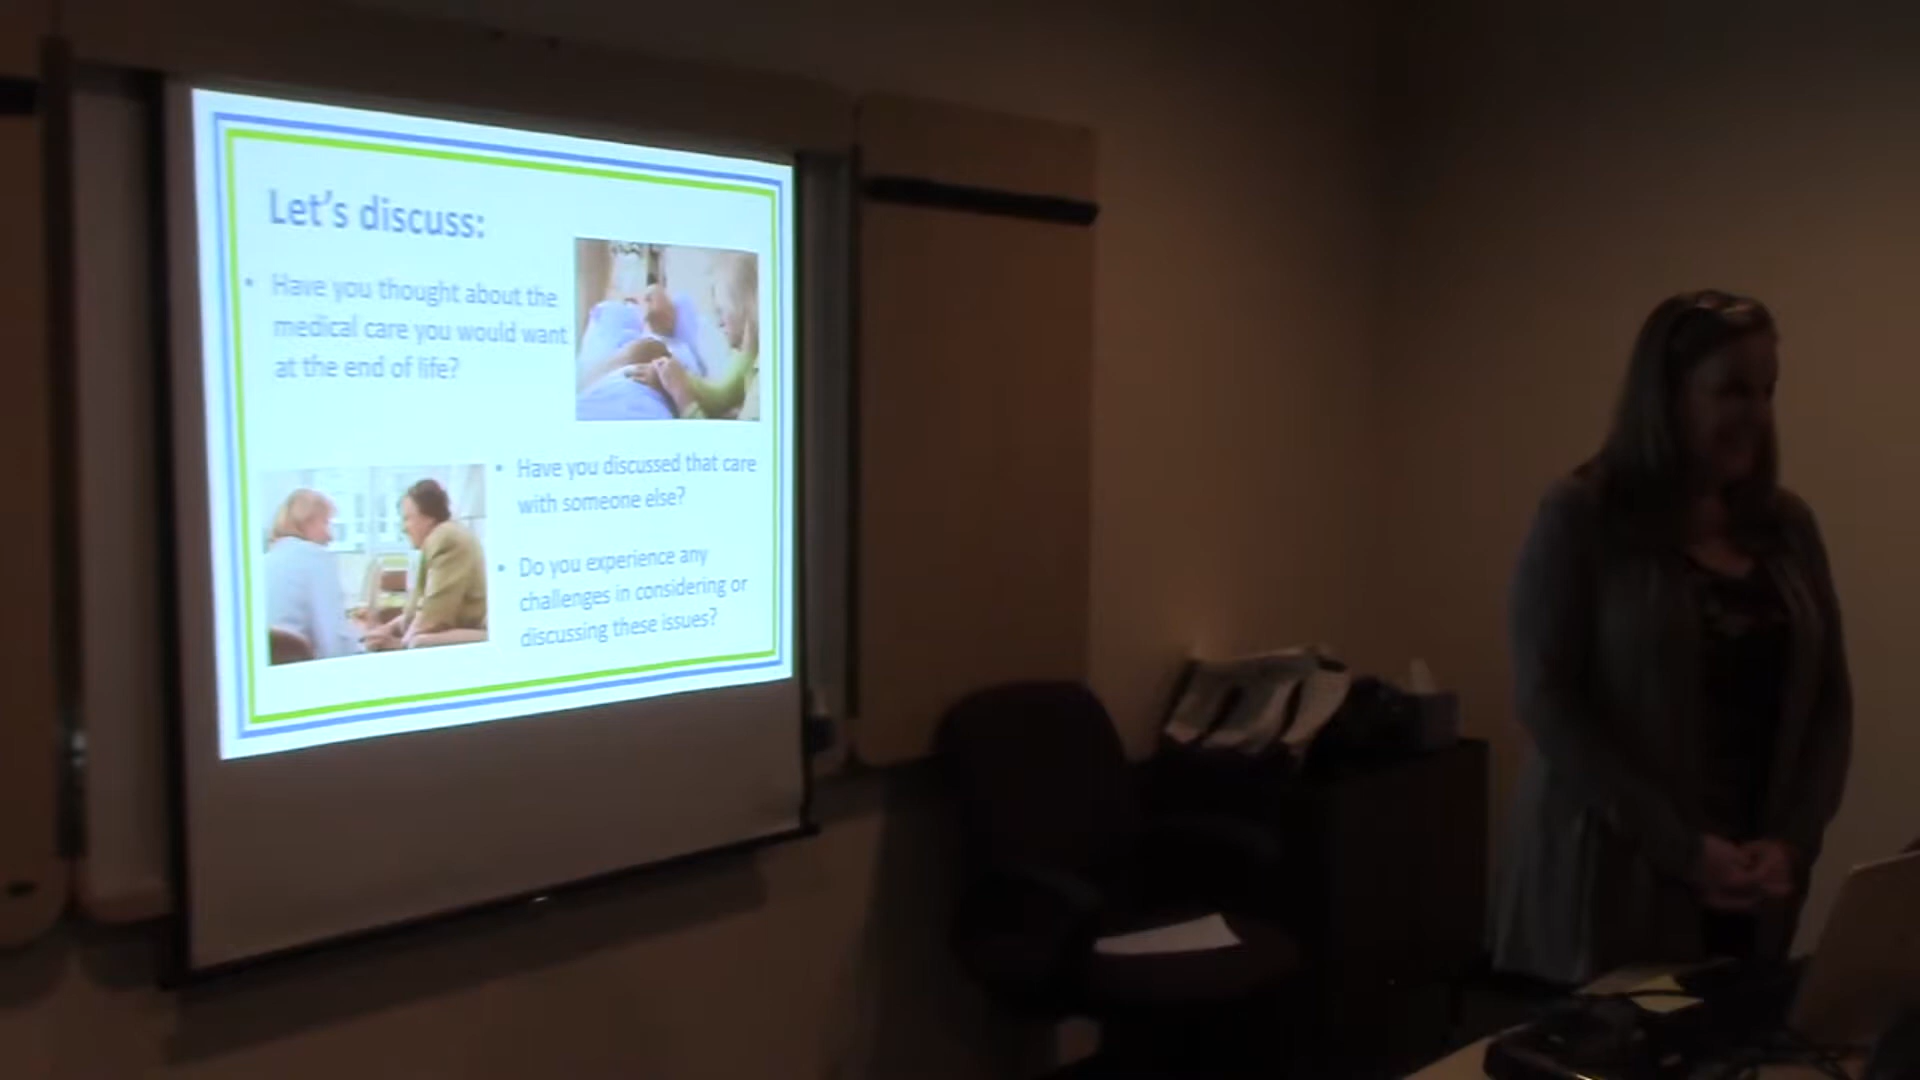 Let's discuss:
• Have you thought about the
medical care you would want
at the end of life?
• Have you discussed that care
with someone else?
• Do you experience any
challenges in considering or
discussing these issues?